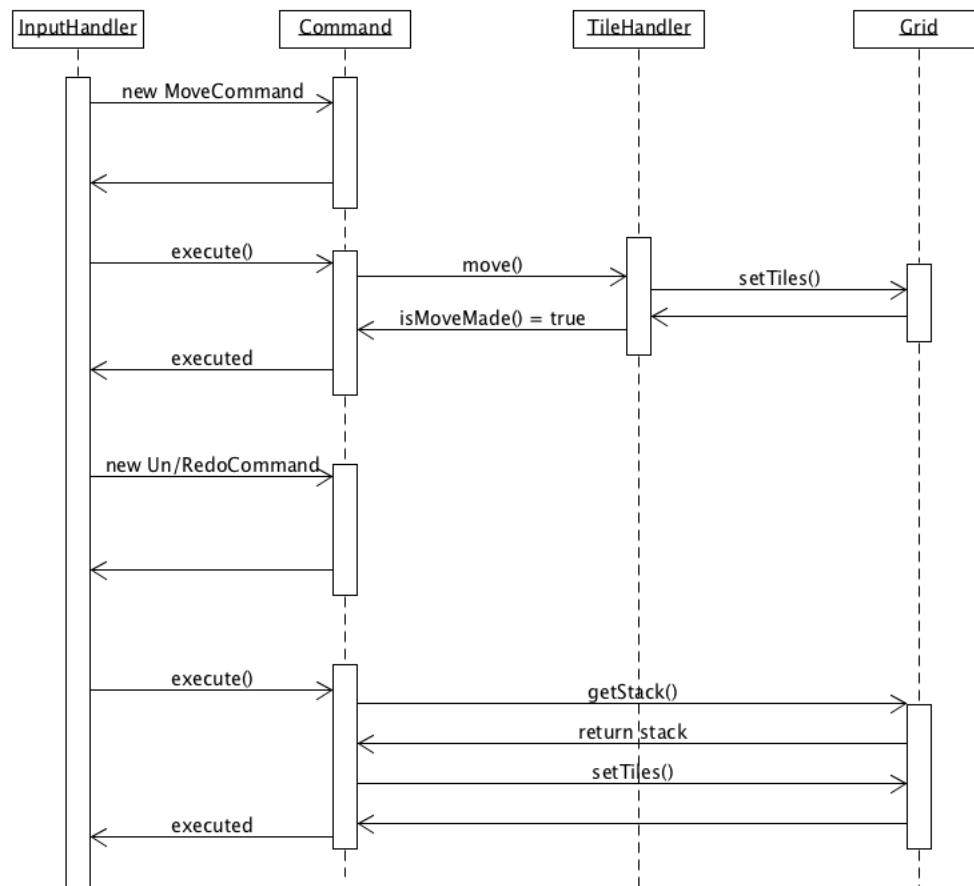 InputHandler
Command
TileHandler
Grid
new MoveCommand
execute()
move()
setTiles()
isMoveMade() = true
executed
new Un/RedoCommand
execute()
getStack()
return stack
setTiles()
executed